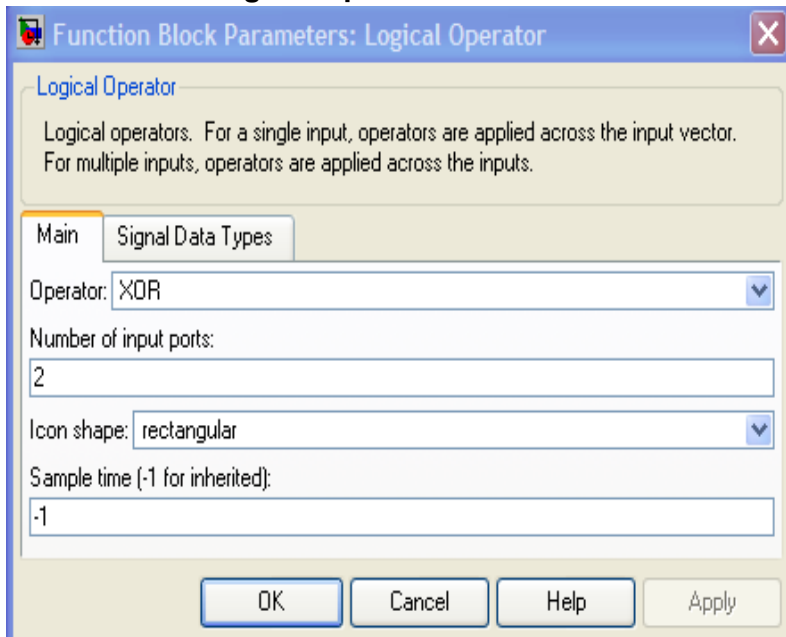 Function Block Parameters: Logical Operator
Logical Operator
Logical operators. For a single input, operators are applied across the input vector.
For multiple inputs, operators are applied across the inputs.
Main Signal Data Types
Operator: XOR
Number of input ports:
2
Icon shape: rectangular
Sample time (-1 for inherited):
-1
OK Cancel Help Apply